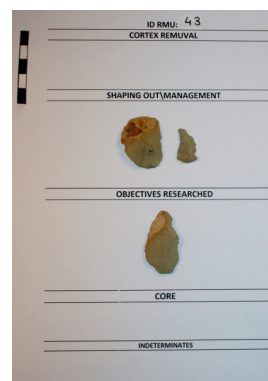 ID RMU: 43
CORTEX REMUVAL
SHAPING OUT\MANAGEMENT
OBJECTIVES RESEARCHED
CORE
INDETERMINATES